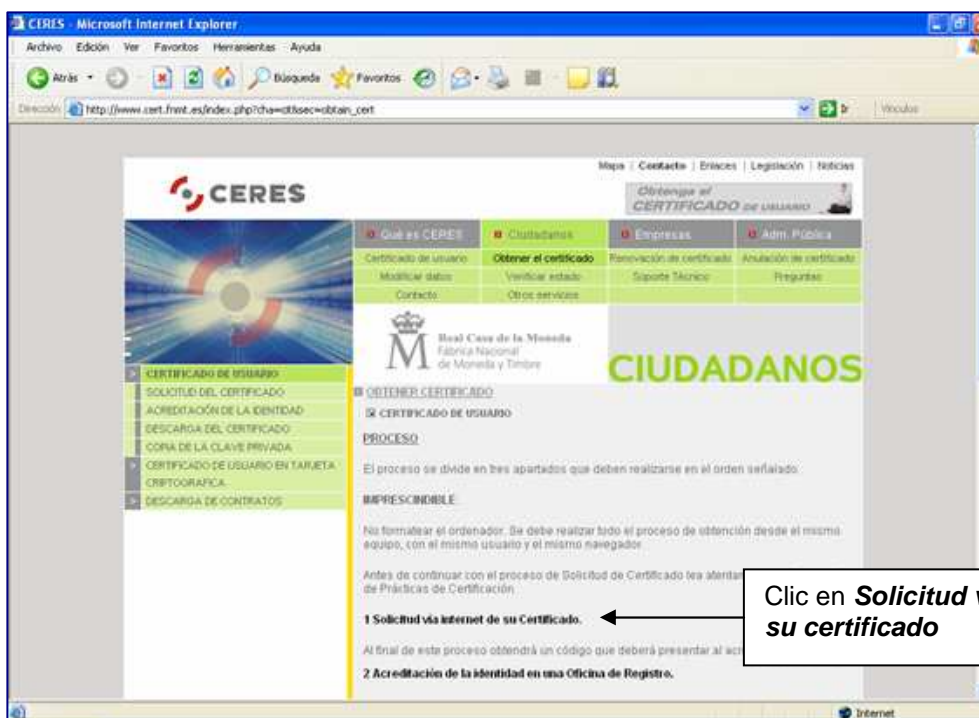 CERES - Microsoft Internet Explorer
Archivo Edición Ver Favoritos Herramientas Ayuda
Atrás Búsqueda Favoritos
Dirección http://www.cert.fnmt.es/index.php?cha=cit&sec=obtain_cert Vínculos
Mapa | Contacto | Enlaces | Legislación | Noticias
CERES
Obtenga el
CERTIFICADO DE USUARIO
Qué es CERES Ciudadanos Empresas Adm. Pública
Certificado de usuario Obtener el certificado Renovación de certificado Anulación de certificado
Modificar datos Verificar estado Soporte Técnico Preguntas
Contacto Otros servicios
Real Casa de la Moneda
Fábrica Nacional
de Moneda y Timbre
CIUDADANOS
CERTIFICADO DE USUARIO
SOLICITUD DEL CERTIFICADO
ACREDITACIÓN DE LA IDENTIDAD
DESCARGA DEL CERTIFICADO
COPIA DE LA CLAVE PRIVADA
CERTIFICADO DE USUARIO EN TARJETA
CRIPTOGRAFICA
DESCARGA DE CONTRATOS
OBTENER CERTIFICADO
CERTIFICADO DE USUARIO
PROCESO
El proceso se divide en tres apartados que deben realizarse en el orden señalado.
IMPRESCINDIBLE
No formatear el ordenador. Se debe realizar todo el proceso de obtención desde el mismo
equipo, con el mismo usuario y el mismo navegador
Antes de continuar con el proceso de Solicitud de Certificado lea
de Prácticas de Certificación
1 Solicitud vía internet de su Certificado.
Al final de este proceso obtendrá un código que deberá presentar al
2 Acreditación de la identidad en una Oficina de Registro.
Clic en Solicitud
su certificado
Internet